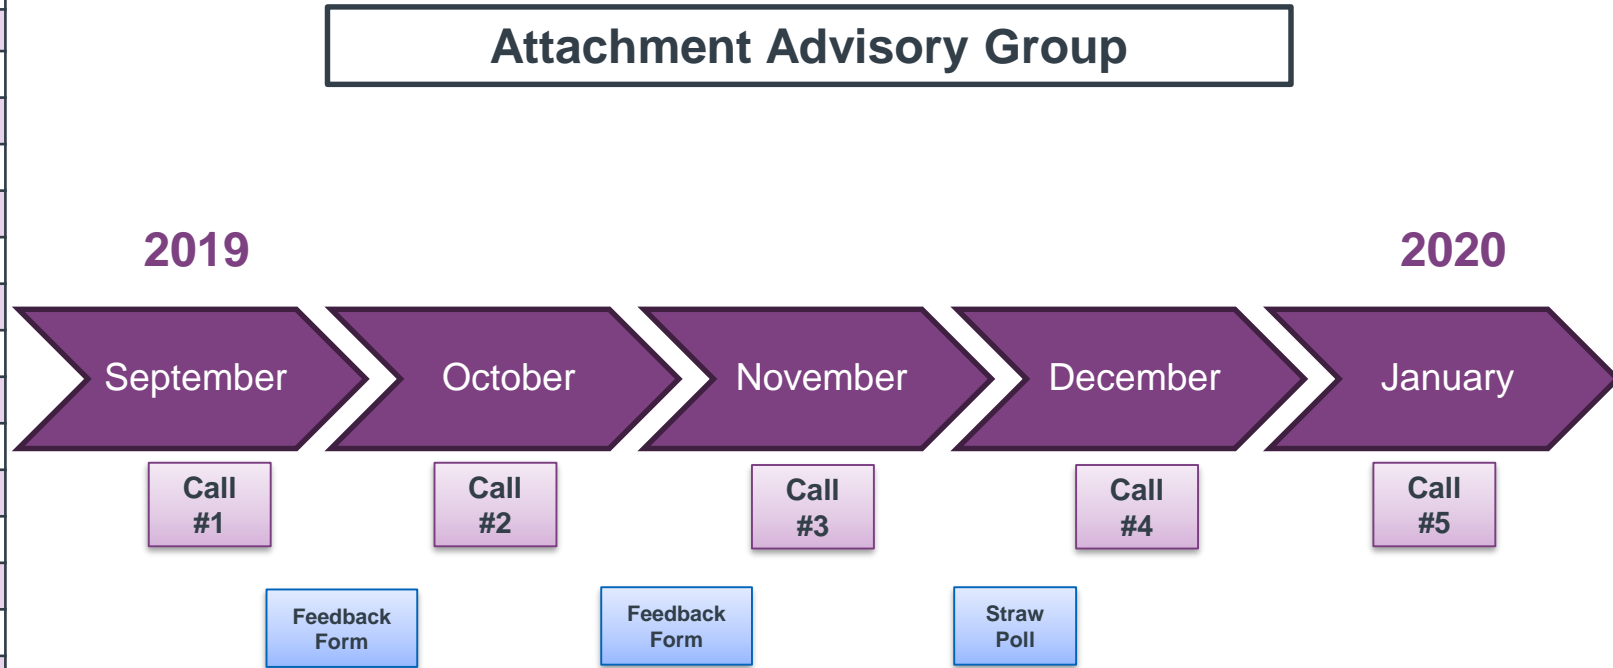 Attachment Advisory Group
2019
2020
September
October
November
December
January
Call
#1
Call
#2
Call
#3
Call
#4
Call
#5
Feedback
Form
Feedback
Form
Straw
Poll